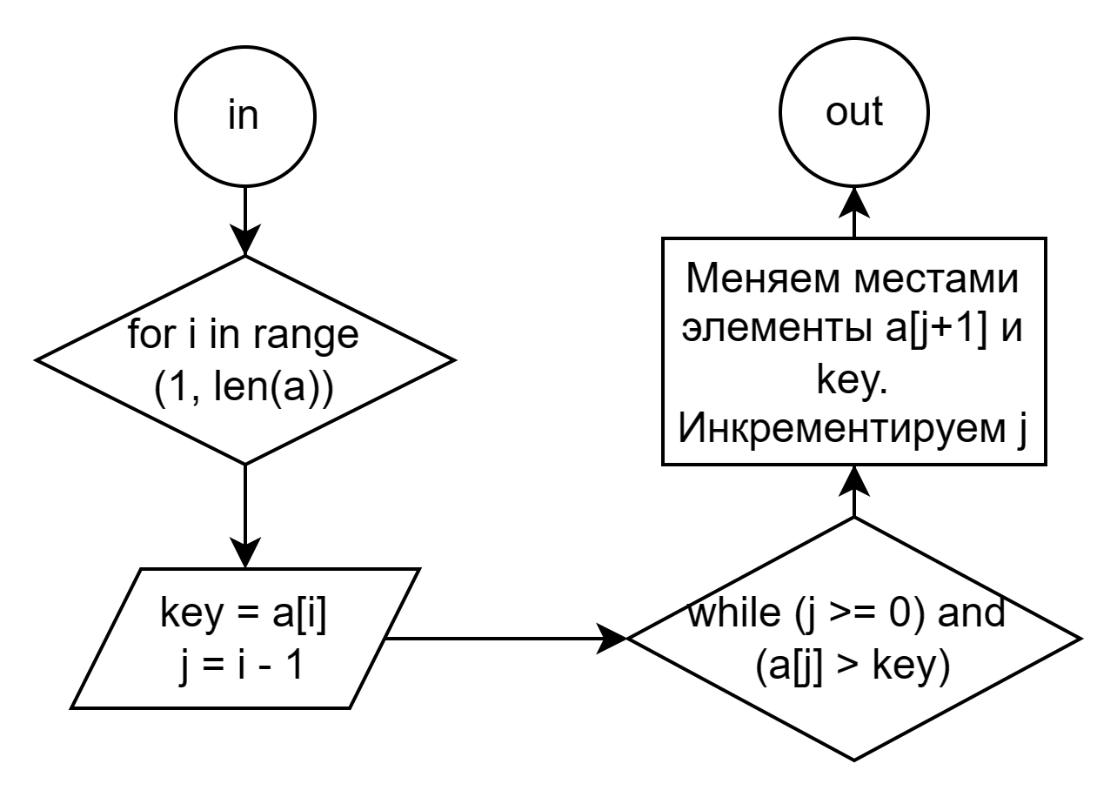 in
for i in range
(1, len(a))
key = a[i]
j = i - 1
while (j >= 0) and
(a[j] > key)
Меняем местами
элементы a[j+1] и
key.
Инкрементируем j
out